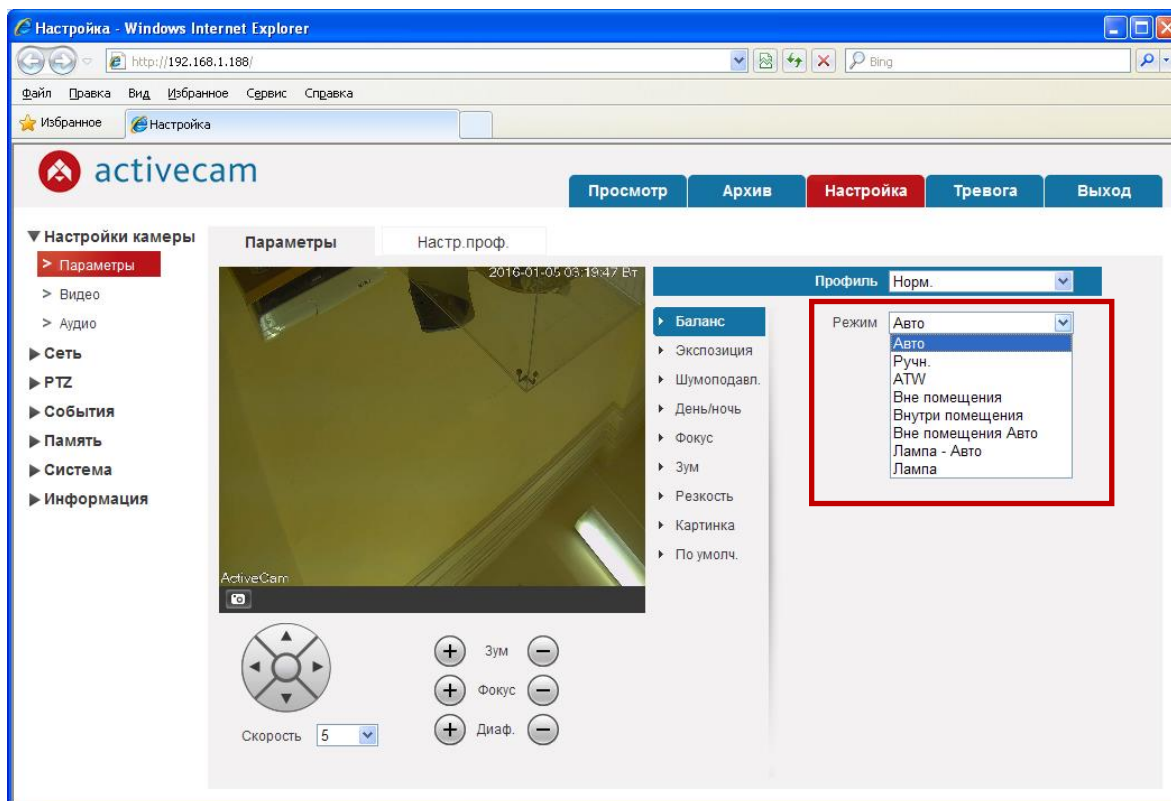 Настройка - Windows Internet Explorer
http://192.168.1.188/
Bing
Файл Правка Вид Избранное Сервис Справка
Избранное
Настройка
activecam
Просмотр Архив Настройка Тревога Выход
Настройки камеры
> Параметры
> Видео
> Аудио
Сеть
PTZ
События
Память
Система
Информация
Параметры Настр.проф.
2016-01-05 03:19:47 Вт
ActiveCam
Профиль Норм.
Баланс
Экспозиция
Шумоподавл.
День/ночь
Фокус
Зум
Резкость
Картинка
По умолч.
Режим Авто
Авто
Ручн.
ATW
Вне помещения
Внутри помещения
Вне помещения Авто
Лампа - Авто
Лампа
+ Зум −
+ Фокус −
+ Диаф. −
Скорость 5